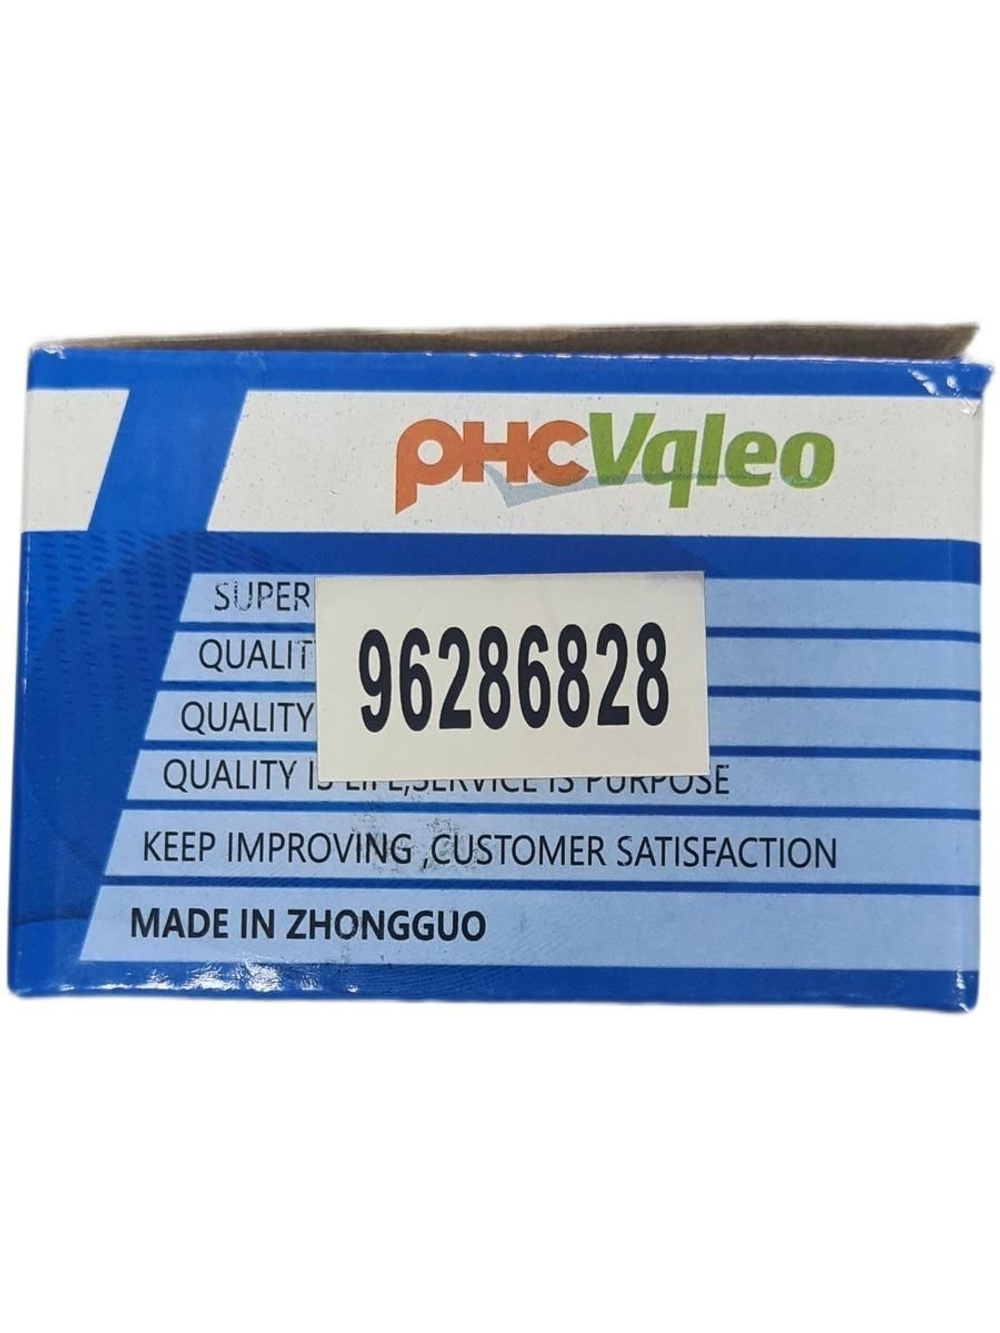 PHCVqleo
SUPER
QUALIT
QUALITY
96286828
QUALITY IS LIFE,SERVICE IS PURPOSE
KEEP IMPROVING ,CUSTOMER SATISFACTION
MADE IN ZHONGGUO